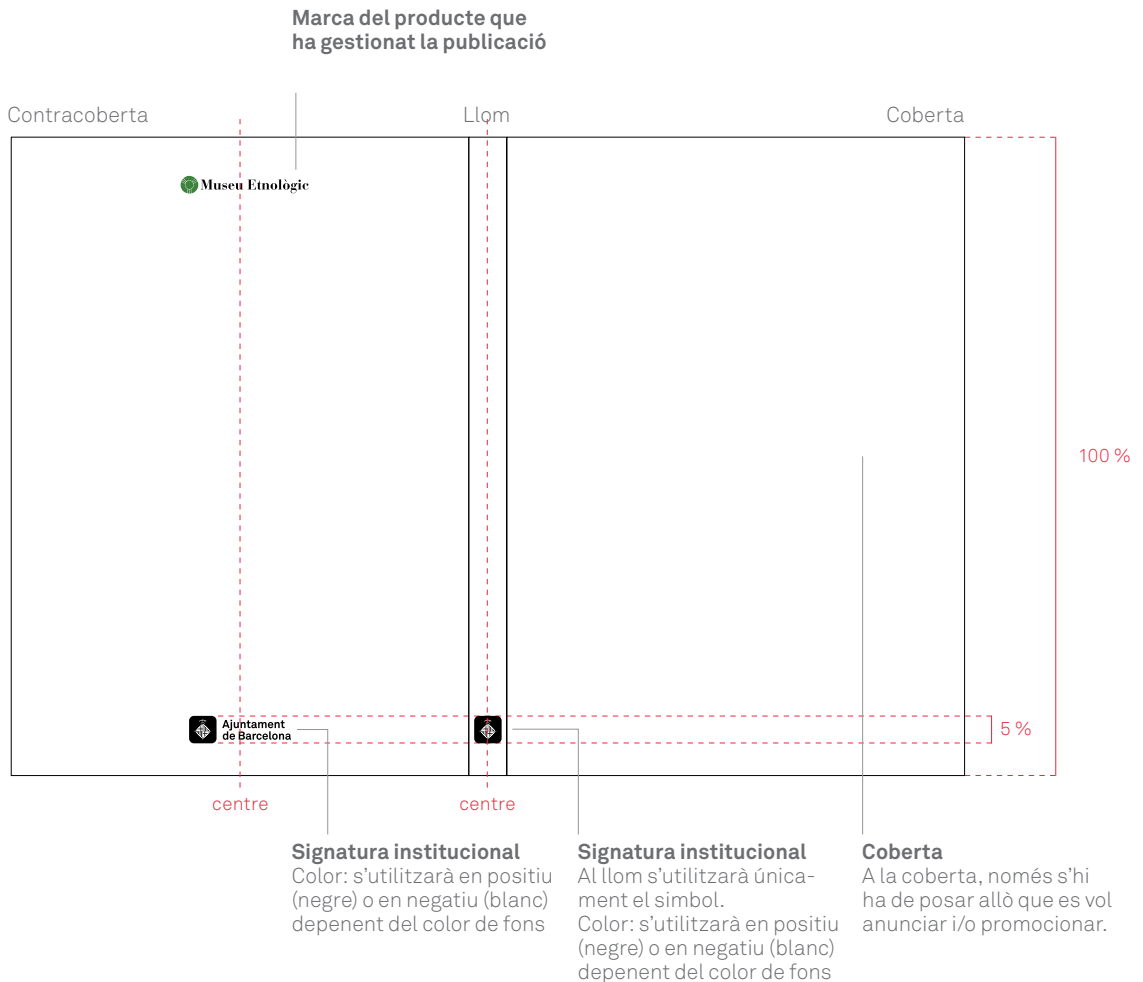 Marca del producte que
ha gestionat la publicació
Contracoberta
Llom
Coberta
Museu Etnològic
100 %
Ajuntament
de Barcelona
5 %
centre
centre
Signatura institucional
Color: s’utilitzarà en positiu
(negre) o en negatiu (blanc)
depenent del color de fons
Signatura institucional
Al llom s’utilitzarà única-
ment el simbol.
Color: s’utilitzarà en positiu
(negre) o en negatiu (blanc)
depenent del color de fons
Coberta
A la coberta, només s’hi
ha de posar allò que es vol
anunciar i/o promocionar.